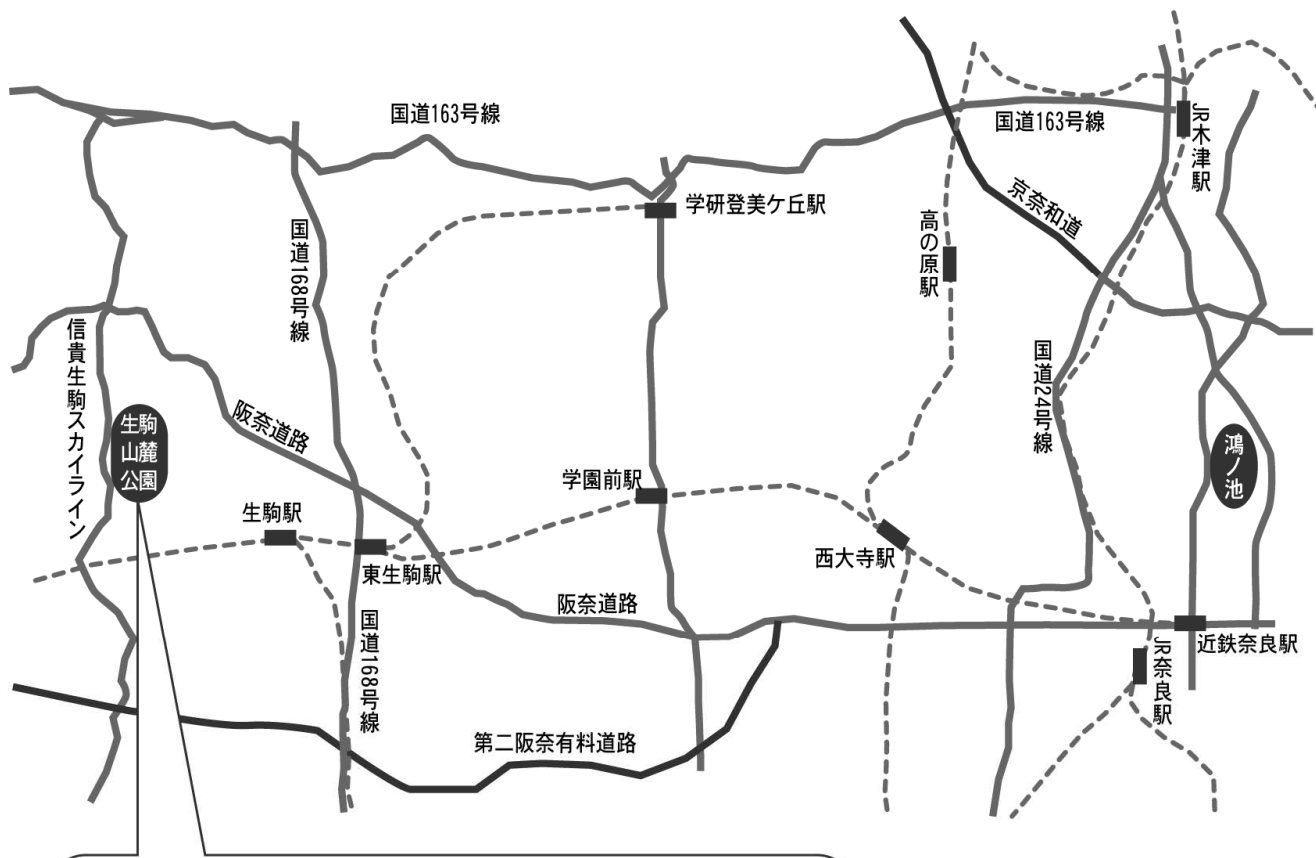 国道163号線
国道163号線
JR木津駅
学研登美ケ丘駅
京奈和道
高の原駅
国道168号線
信貴生駒スカイライン
国道24号線
阪奈道路
生駒
山麓
公園
鴻ノ池
学園前駅
生駒駅
西大寺駅
東生駒駅
阪奈道路
国道168号線
近鉄奈良駅
JR奈良駅
第二阪奈有料道路